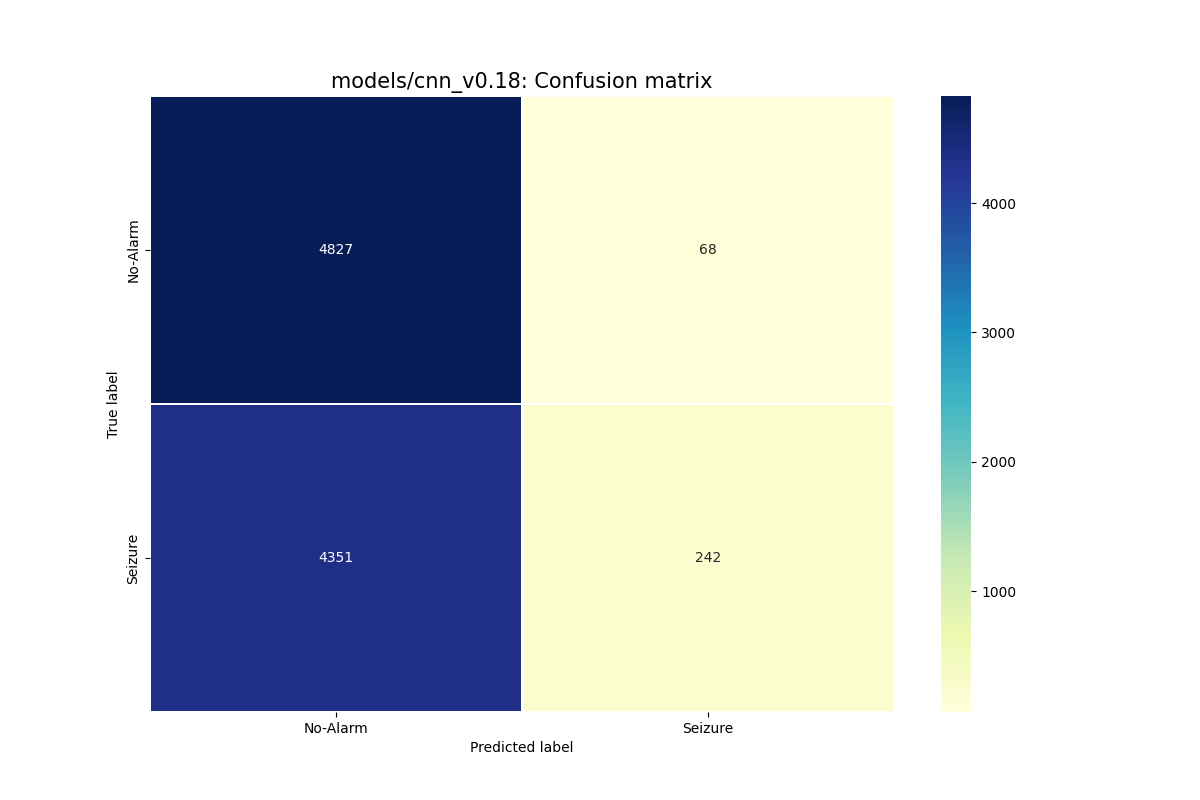 models/cnn_v0.18: Confusion matrix
No-Alarm
4827
68
4000
3000
True label
2000
Seizure
4351
242
1000
No-Alarm
Seizure
Predicted label